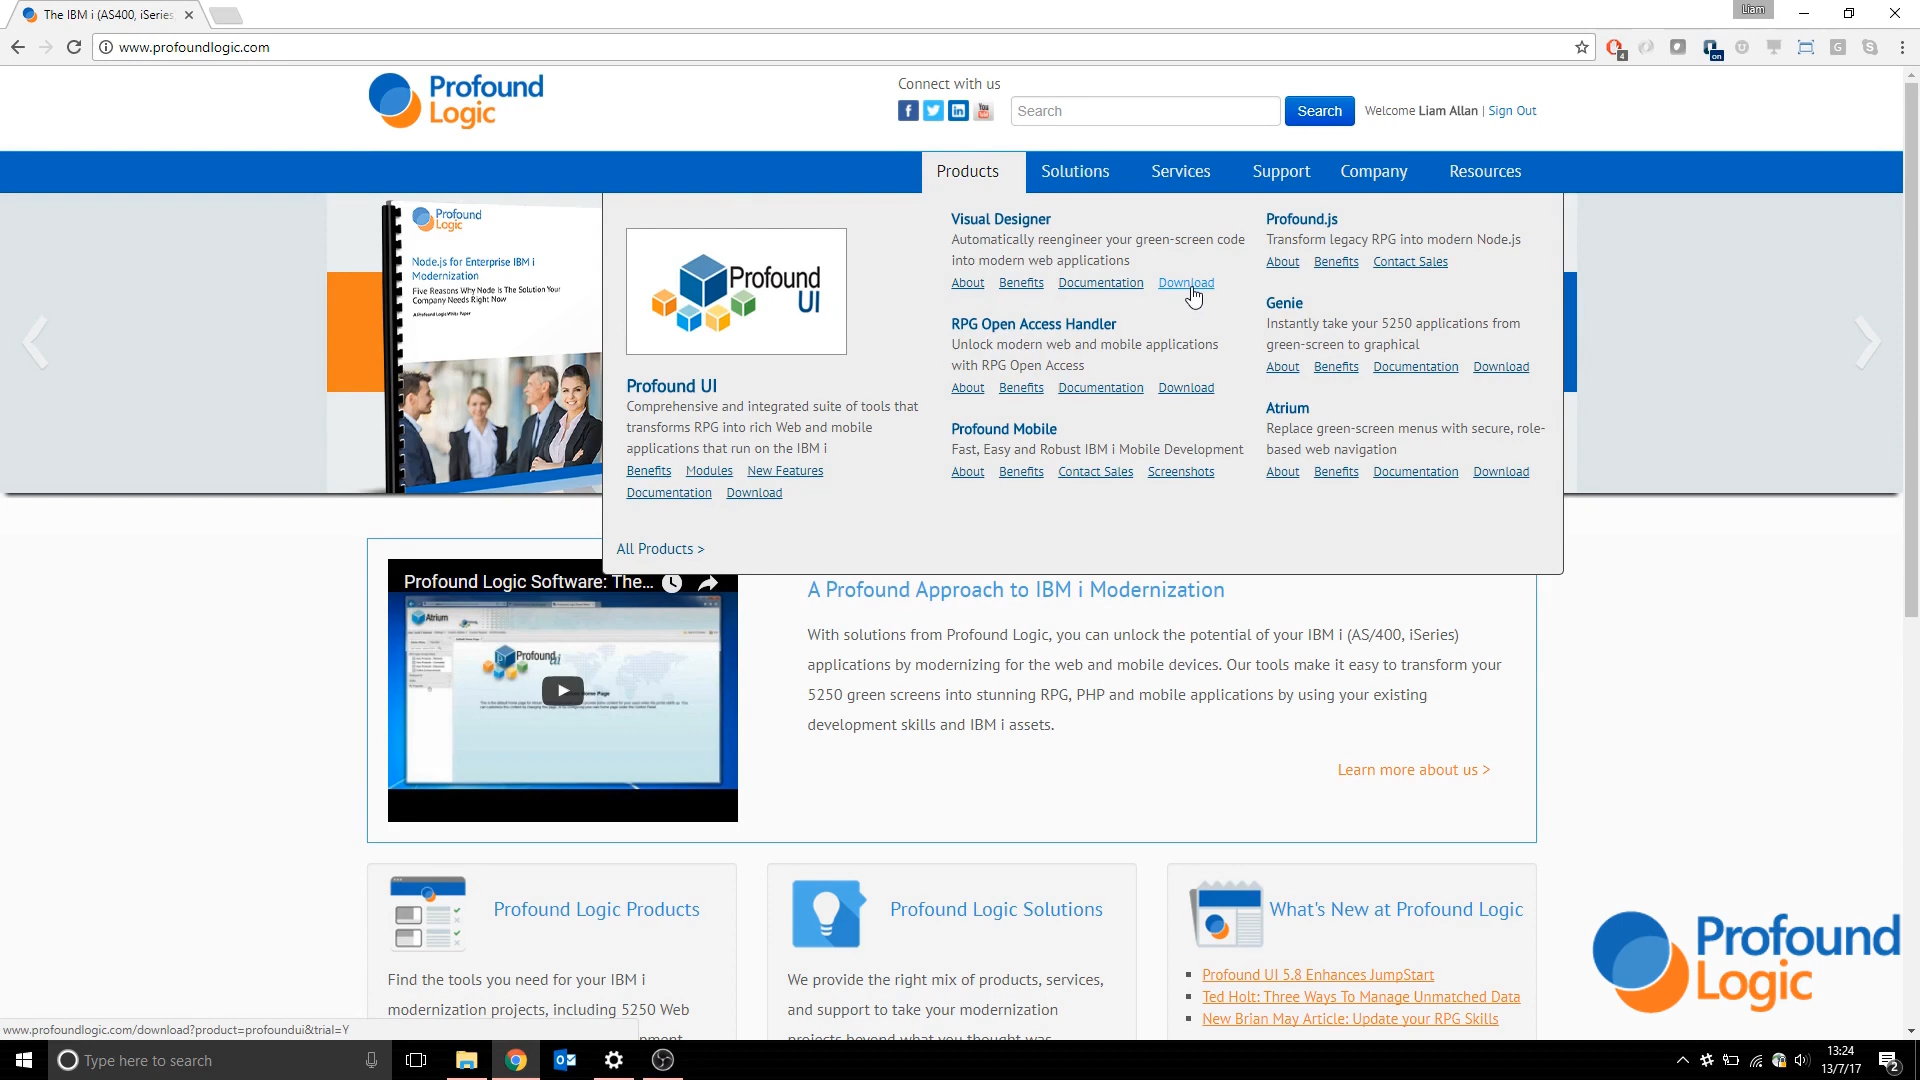 The IBM i (AS400, iSeries
Liam
www.profoundlogic.com
4
on
Profound
Logic
Connect with us
Search
Search
Welcome Liam Allan | Sign Out
Products
Solutions
Services
Support
Company
Resources
Profound
Logic
Node.js for Enterprise IBM i
Modernization
Five Reasons Why Node Is The Solution Your
Company Needs Right Now
A Profound Logic White Paper
Profound
UI
Profound UI
Comprehensive and integrated suite of tools that
transforms RPG into rich Web and mobile
applications that run on the IBM i
Benefits Modules New Features
Documentation Download
All Products >
Visual Designer
Automatically reengineer your green-screen code
into modern web applications
About Benefits Documentation Download
RPG Open Access Handler
Unlock modern web and mobile applications
with RPG Open Access
About Benefits Documentation Download
Profound Mobile
Fast, Easy and Robust IBM i Mobile Development
About Benefits Contact Sales Screenshots
Profound.js
Transform legacy RPG into modern Node.js
About Benefits Contact Sales
Genie
Instantly take your 5250 applications from
green-screen to graphical
About Benefits Documentation Download
Atrium
Replace green-screen menus with secure, role-
based web navigation
About Benefits Documentation Download
Profound Logic Software: The...
Atrium
Profound ui
A Profound Approach to IBM i Modernization
With solutions from Profound Logic, you can unlock the potential of your IBM i (AS/400, iSeries)
applications by modernizing for the web and mobile devices. Our tools make it easy to transform your
5250 green screens into stunning RPG, PHP and mobile applications by using your existing
development skills and IBM i assets.
Learn more about us >
Profound Logic Products
Find the tools you need for your IBM i
modernization projects, including 5250 Web
Profound Logic Solutions
We provide the right mix of products, services,
and support to take your modernization
projects beyond what you thought was
What's New at Profound Logic
Profound UI 5.8 Enhances JumpStart
Ted Holt: Three Ways To Manage Unmatched Data
New Brian May Article: Update your RPG Skills
Profound
Logic
www.profoundlogic.com/download?product=profoundui&trial=Y
Type here to search
13:24
13/7/17
2